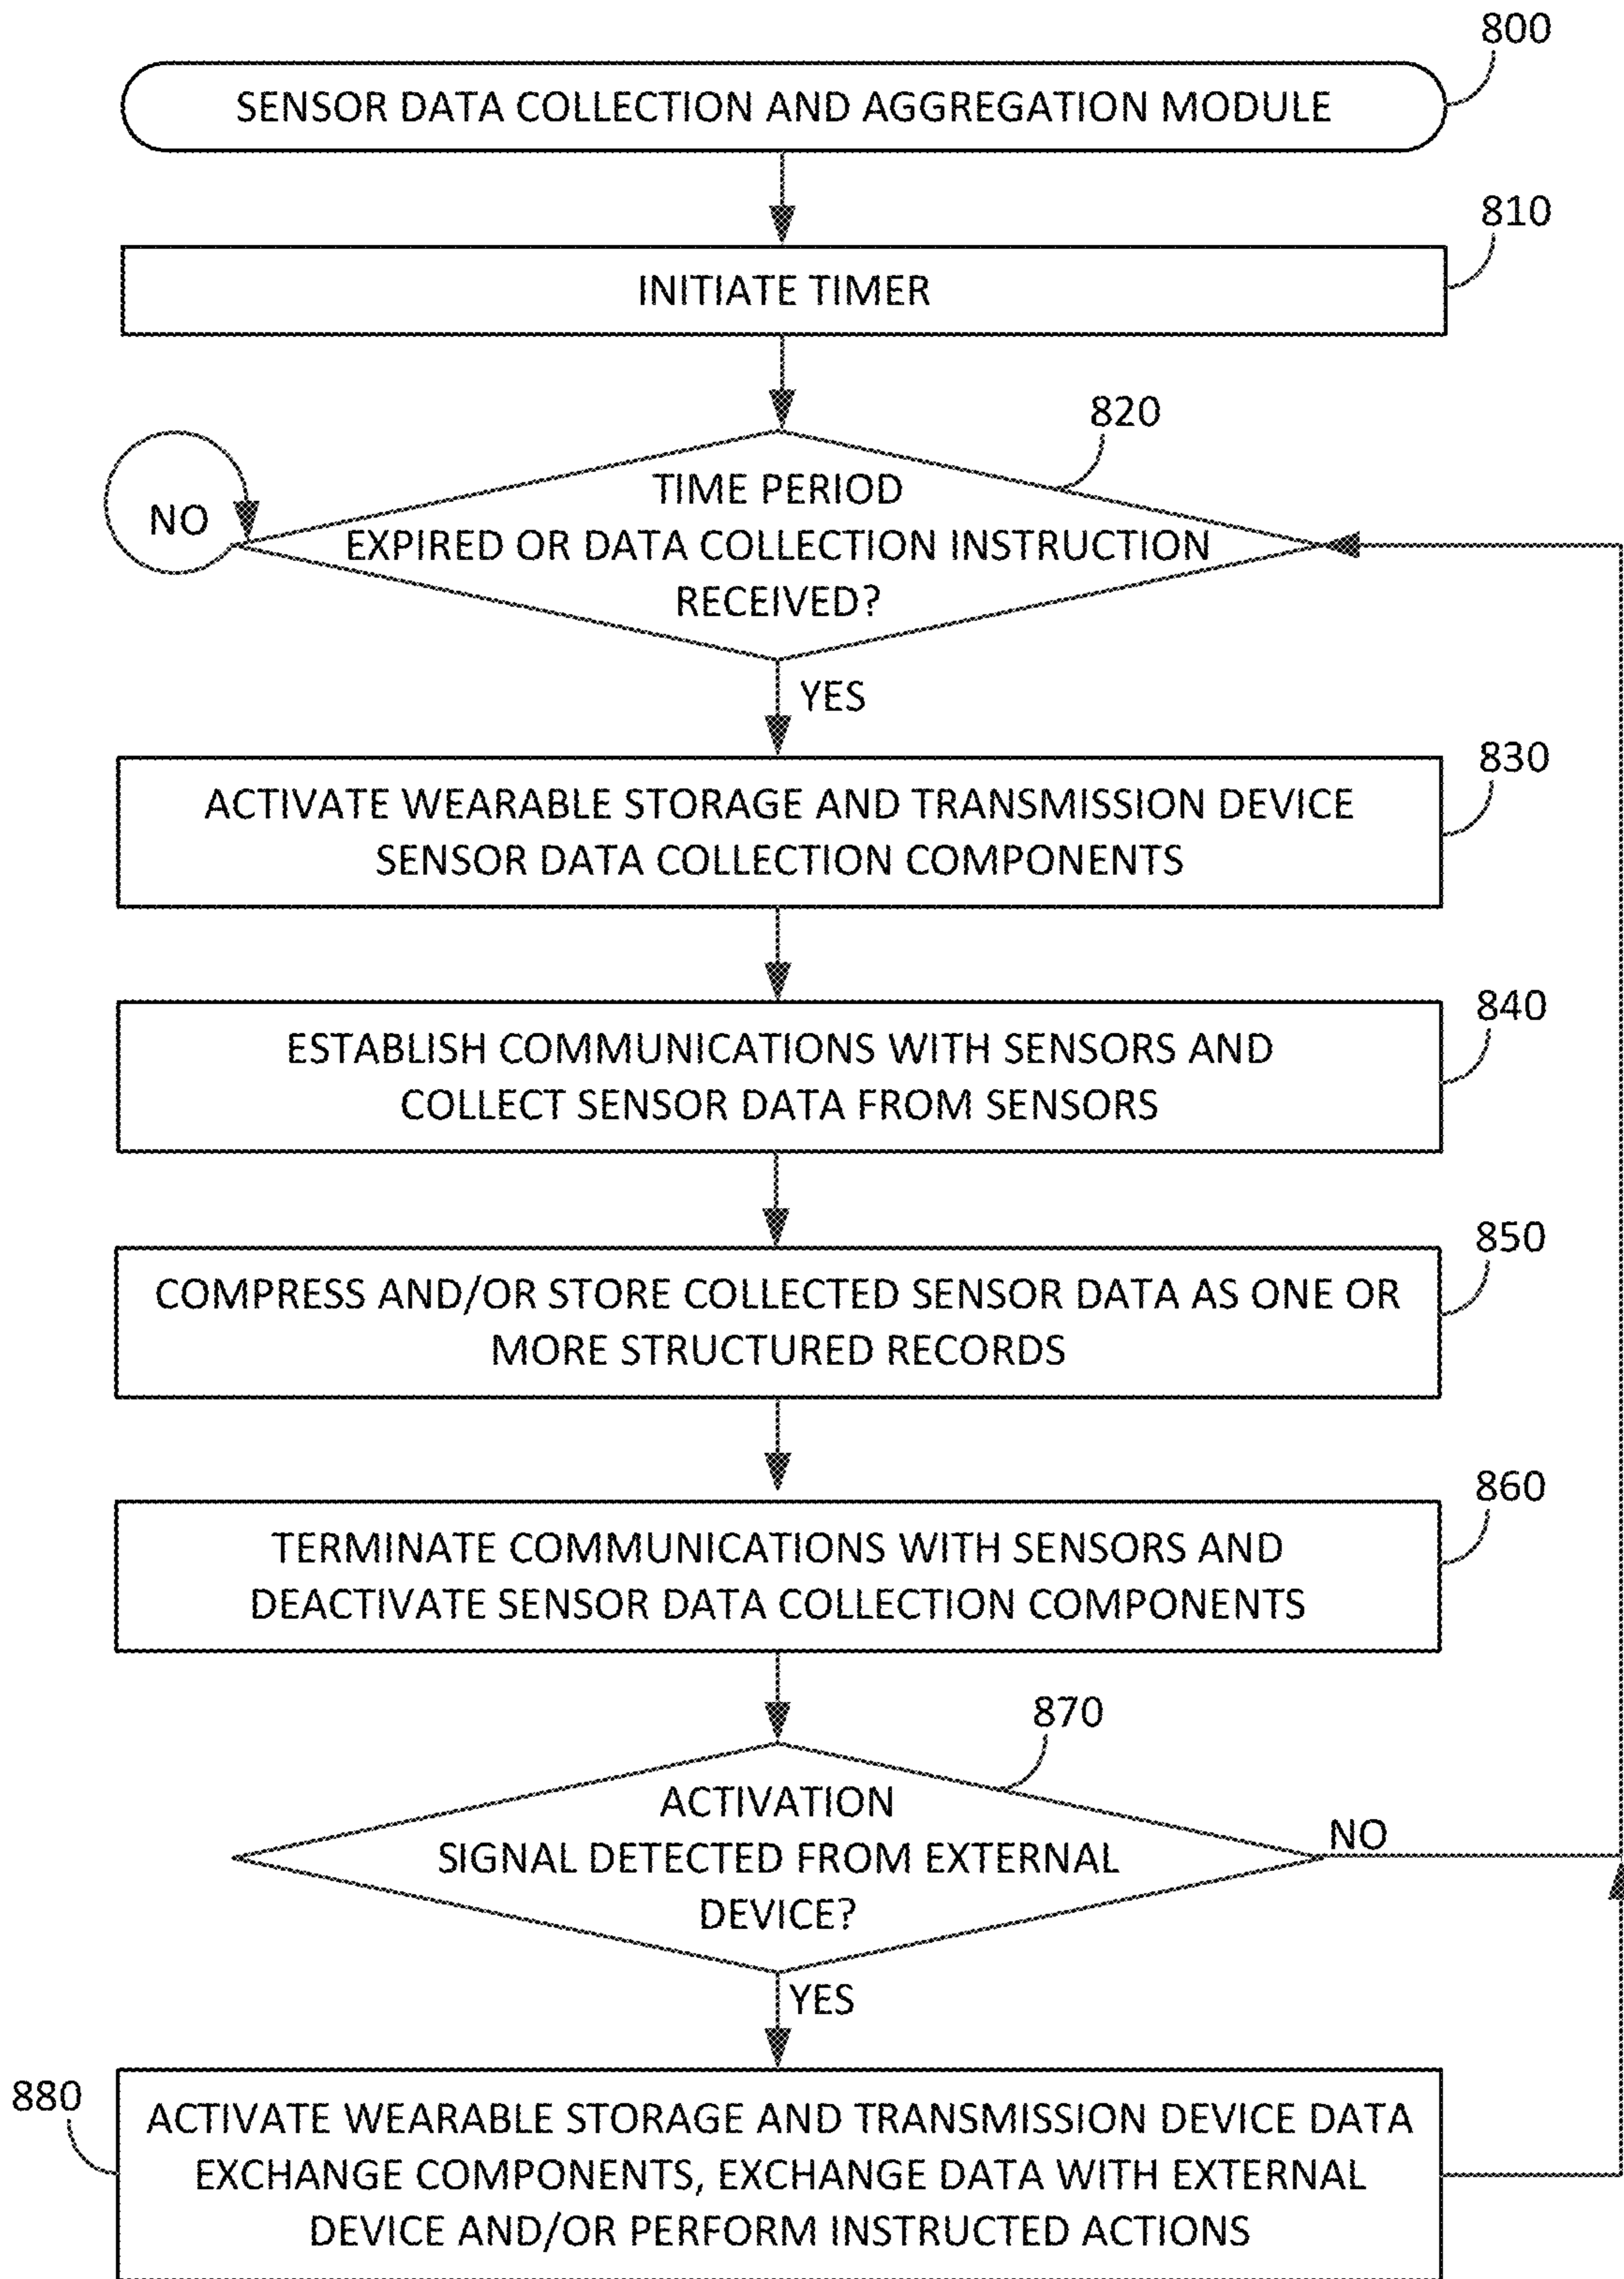 800
SENSOR DATA COLLECTION AND AGGREGATION MODULE
810
INITIATE TIMER
820
TIME PERIOD
EXPIRED OR DATA COLLECTION INSTRUCTION
RECEIVED?
NO
YES
830
ACTIVATE WEARABLE STORAGE AND TRANSMISSION DEVICE
SENSOR DATA COLLECTION COMPONENTS
840
ESTABLISH COMMUNICATIONS WITH SENSORS AND
COLLECT SENSOR DATA FROM SENSORS
850
COMPRESS AND/OR STORE COLLECTED SENSOR DATA AS ONE OR
MORE STRUCTURED RECORDS
860
TERMINATE COMMUNICATIONS WITH SENSORS AND
DEACTIVATE SENSOR DATA COLLECTION COMPONENTS
870
ACTIVATION
SIGNAL DETECTED FROM EXTERNAL
DEVICE?
NO
YES
880
ACTIVATE WEARABLE STORAGE AND TRANSMISSION DEVICE DATA
EXCHANGE COMPONENTS, EXCHANGE DATA WITH EXTERNAL
DEVICE AND/OR PERFORM INSTRUCTED ACTIONS